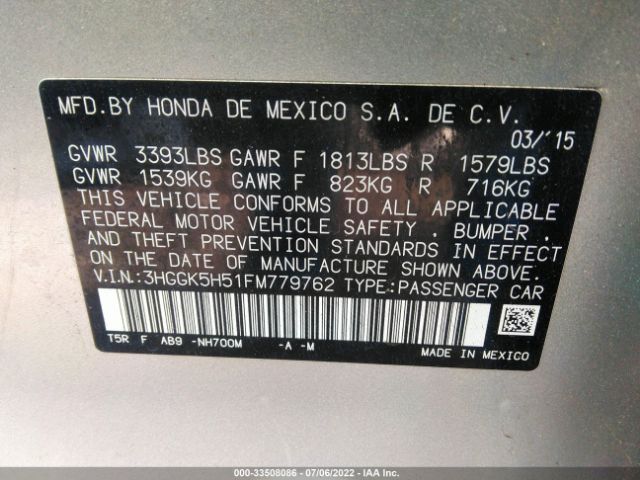 MFD.BY HONDA DE MEXICO S.A. DE C.V.
03/'15
GVWR 3393LBS GAWR F 1813LBS R 1579LBS
GVWR 1539KG GAWR F 823KG R 716KG
THIS VEHICLE CONFORMS TO ALL APPLICABLE
FEDERAL MOTOR VEHICLE SAFETY , BUMPER ,
AND THEFT PREVENTION STANDARDS IN EFFECT
ON THE DATE OF MANUFACTURE SHOWN ABOVE.
V.I.N.:3HGGK5H51FM779762 TYPE:PASSENGER CAR
T5R F AB9 -NH700M -A -M
MADE IN MEXICO
000-33508086 - 07/06/2022 - IAA Inc.